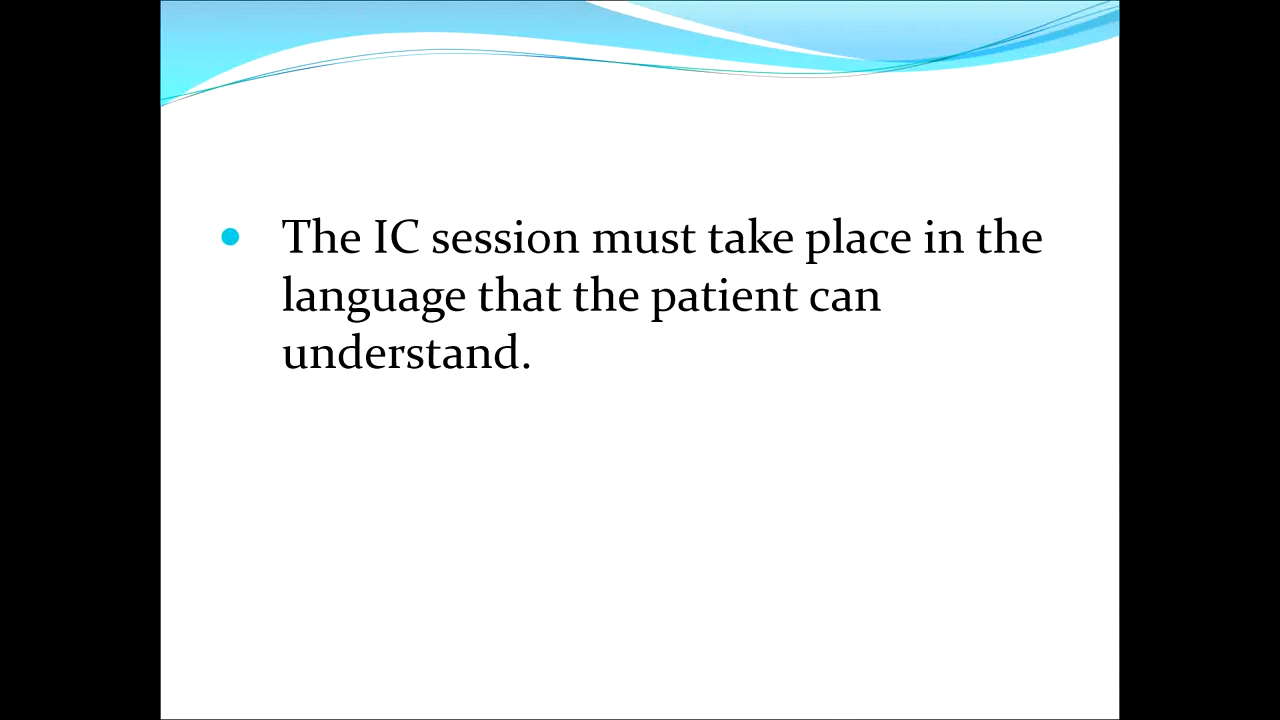 The IC session must take place in the
language that the patient can
understand.